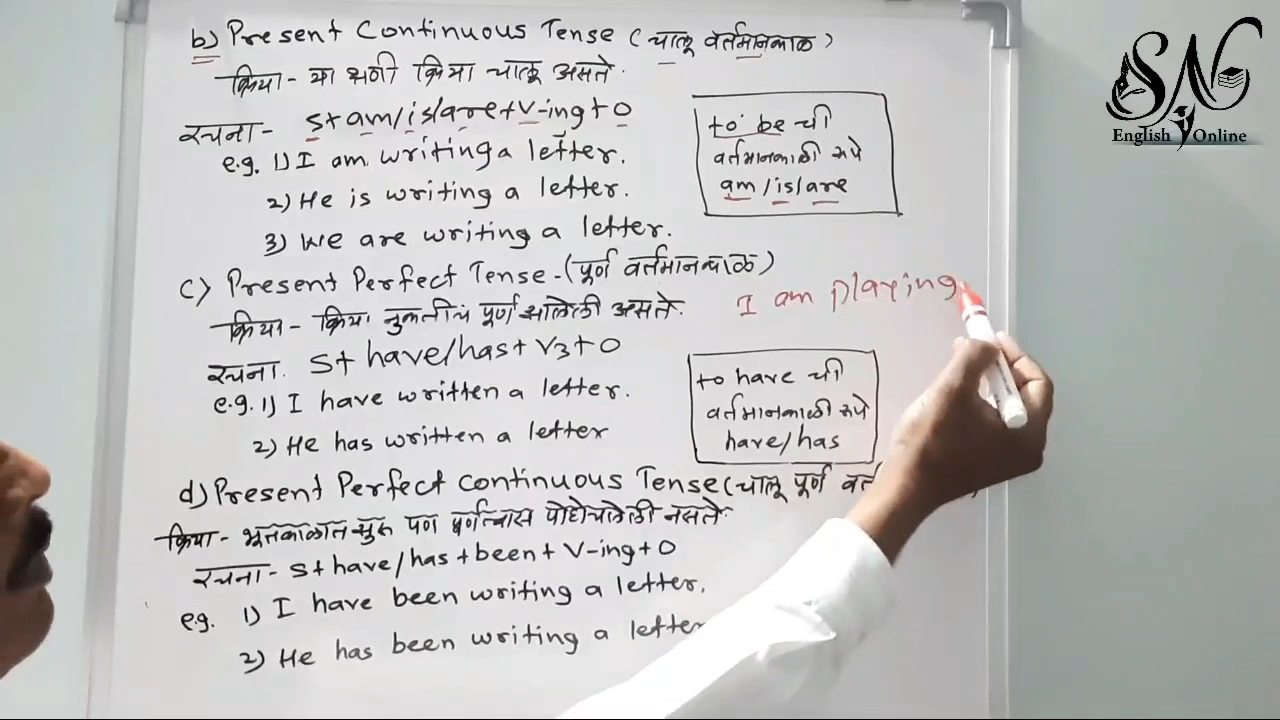 b) Present Continuous Tense (चालू वर्तमानकाळ)
क्रिया - या क्षणी क्रिया चालू असते.
रचना - S+ am/is/are+V-ing+O
e.g. 1) I am writing a letter.
2) He is writing a letter.
3) We are writing a letter.
to be ची
वर्तमानकाळी रुपे
am/is/are
c) Present Perfect Tense - (पूर्ण वर्तमानकाळ)
क्रिया - क्रिया नुकतीच पूर्ण झालेली असते.
I am playing
रचना. S+ have/has+ V3+O
e.g. 1) I have written a letter.
2) He has written a letter
to have ची
वर्तमानकाळी रुपे
have/has
d) Present Perfect continuous Tense (चालू पूर्ण
क्रिया - भूतकाळात सुरू पण पूर्णत्वास पोहोचलेली नसते.
रचना - S+ have/has+been+ V-ing+O
e.g. 1) I have been writing a letter.
2) He has been writing a letter
SN
English Online